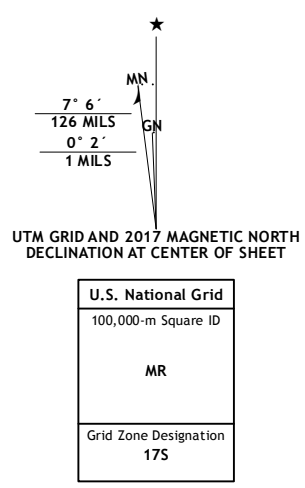 ★
MN
7° 6´
126 MILS
GN
0° 2´
1 MILS
UTM GRID AND 2017 MAGNETIC NORTH
DECLINATION AT CENTER OF SHEET
U.S. National Grid
100,000-m Square ID
MR
Grid Zone Designation
17S